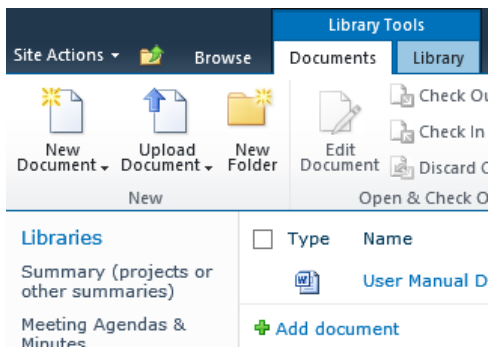 Library Tools
Site Actions Browse Documents Library
New Document Upload Document New Folder Edit Document Check
Check In
Discard
New Open & Check
Libraries
Type Name
Summary (projects or
other summaries)
User Manual
Meeting Agendas &
Minutes
Add document